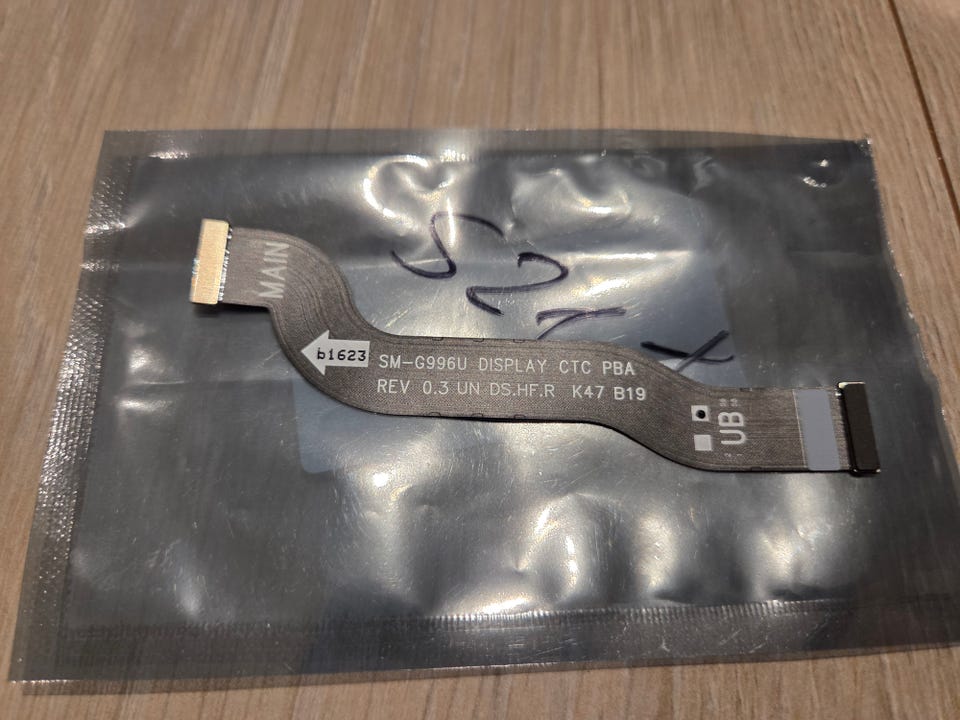 S21+
MAIN
b1623
SM-G996U DISPLAY CTC PBA
REV 0.3 UN DS.HF.R K47 B19
UB